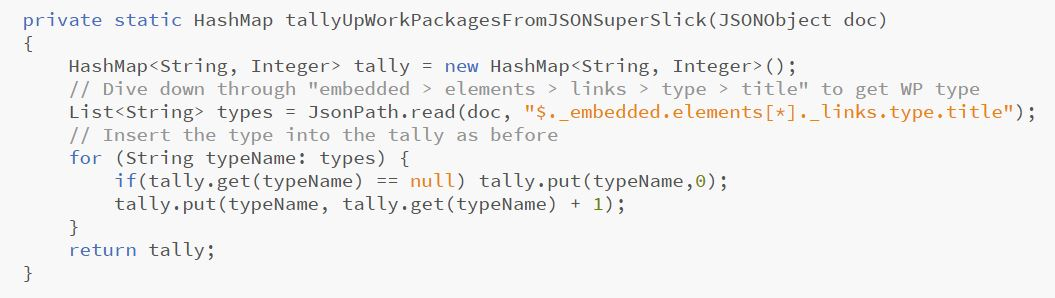 private static HashMap tallyUpWorkPackagesFromJSONSuperSlick(JSONObject doc)
{
    HashMap<String, Integer> tally = new HashMap<String, Integer>();
    // Dive down through "embedded > elements > links > type > title" to get WP type
    List<String> types = JsonPath.read(doc, "$._embedded.elements[*]._links.type.title");
    // Insert the type into the tally as before
    for (String typeName: types) {
        if(tally.get(typeName) == null) tally.put(typeName,0);
        tally.put(typeName, tally.get(typeName) + 1);
    }
    return tally;
}